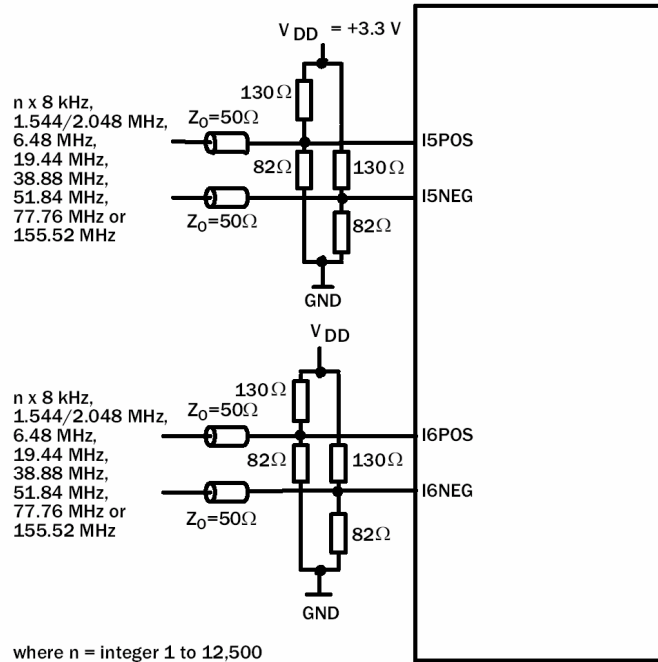 V DD = +3.3 V
130Ω
n x 8 kHz,
1.544/2.048 MHz,
6.48 MHz,
19.44 MHz,
38.88 MHz,
51.84 MHz,
77.76 MHz or
155.52 MHz
ZO=50Ω
I5POS
82Ω
130Ω
I5NEG
ZO=50Ω
82Ω
GND
V DD
130Ω
n x 8 kHz,
1.544/2.048 MHz,
6.48 MHz,
19.44 MHz,
38.88 MHz,
51.84 MHz,
77.76 MHz or
155.52 MHz
ZO=50Ω
I6POS
82Ω
130Ω
I6NEG
ZO=50Ω
82Ω
GND
where n = integer 1 to 12,500